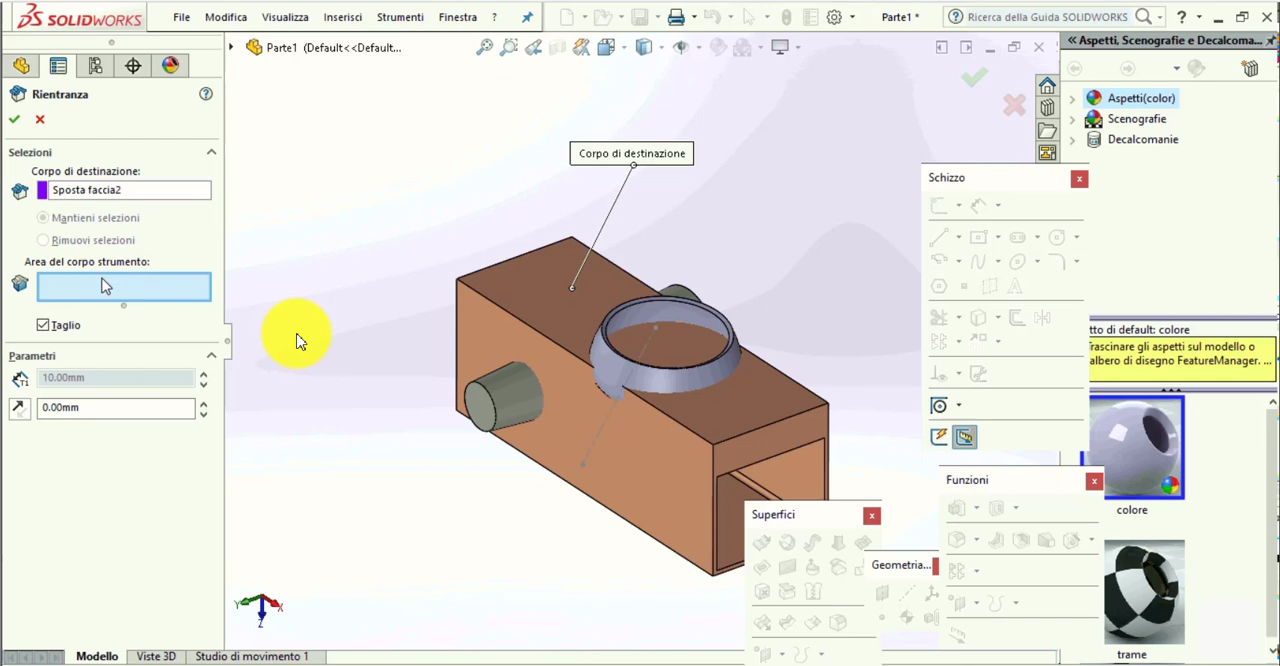 SOLIDWORKS
File Modifica Visualizza Inserisci Strumenti Finestra ?
Parte1 *
Ricerca della Guida SOLIDWORKS
?
Parte1 (Default<<Default...
Aspetti, Scenografie e Decalcoma...
Rientranza
Aspetti(color)
Scenografie
Decalcomanie
Selezioni
Corpo di destinazione:
Sposta faccia2
Mantieni selezioni
Rimuovi selezioni
Area del corpo strumento:
Taglio
Parametri
10.00mm
0.00mm
Corpo di destinazione
Schizzo
Funzioni
Superfici
Geometria...
tto di default: colore
Trascinare gli aspetti sul modello o
albero di disegno FeatureManager. ...
colore
trame
Y X
Z
Modello Viste 3D Studio di movimento 1